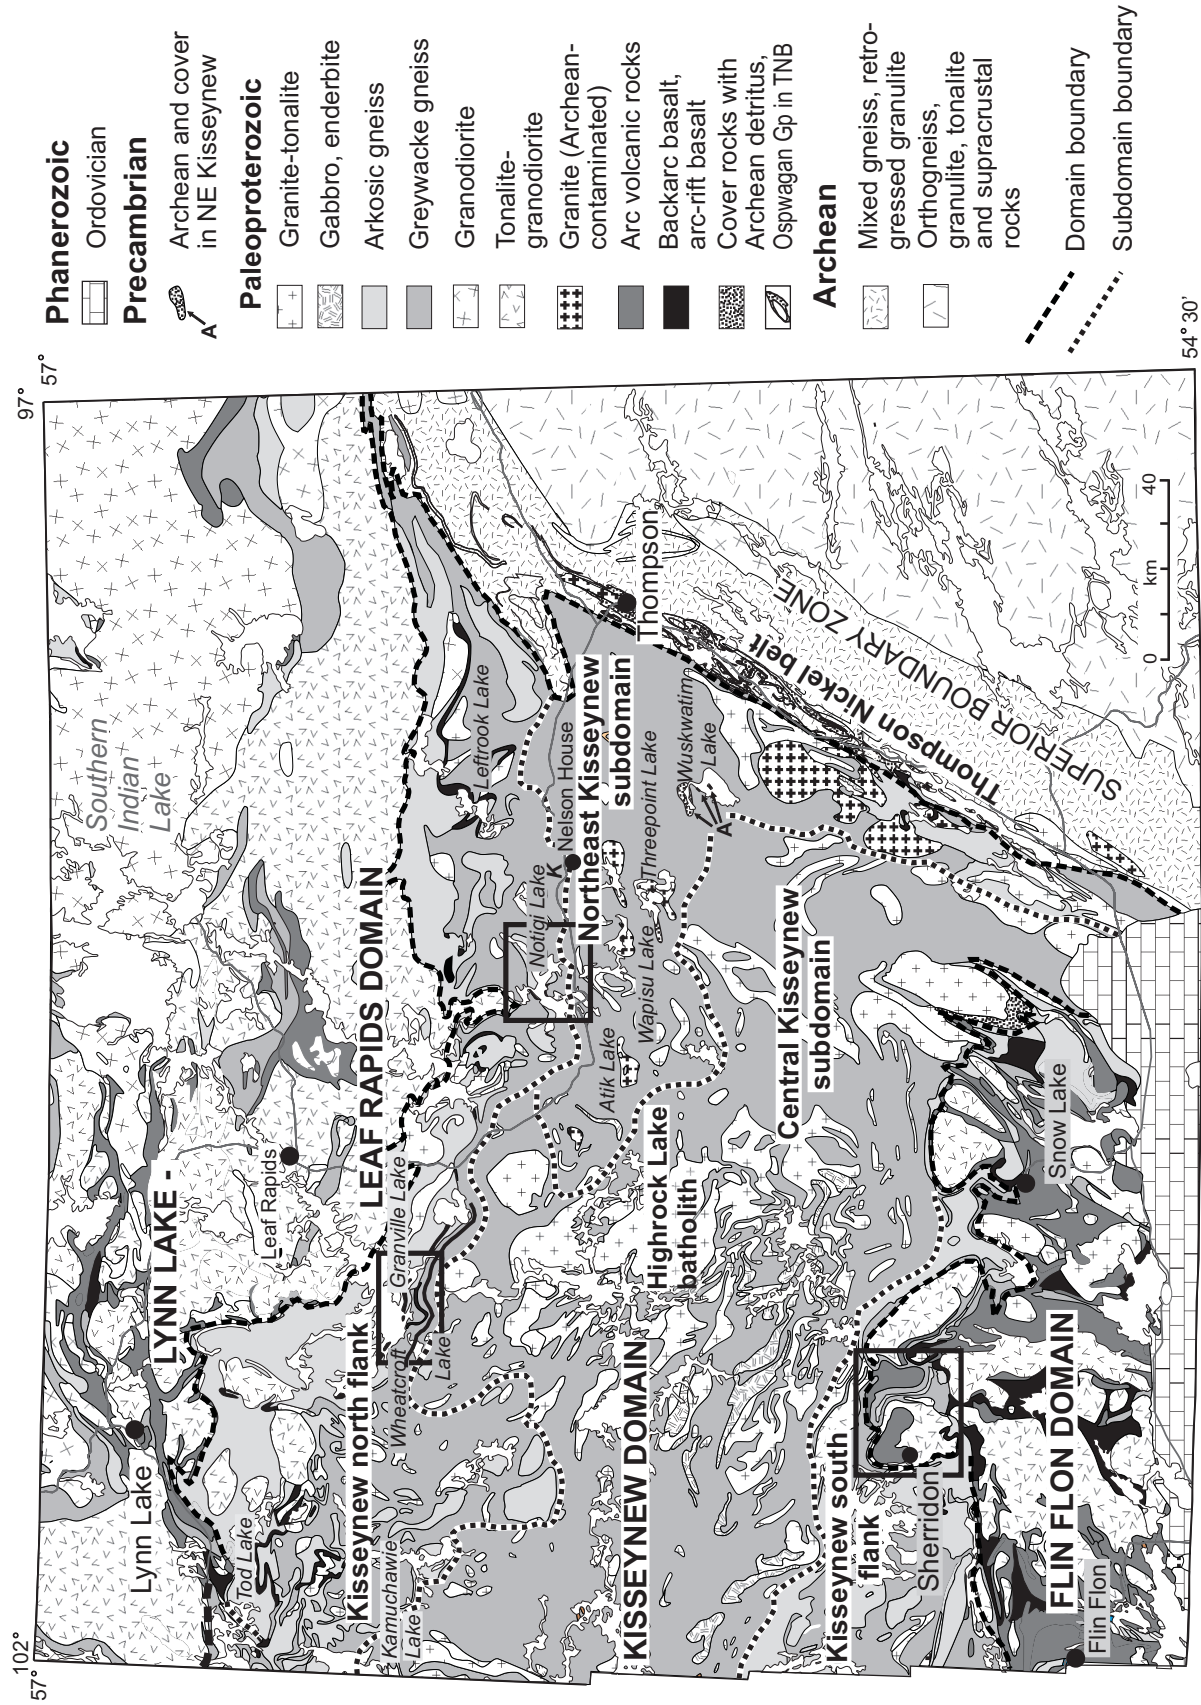 102°
57°
97°
57°
54° 30'
Southern
Indian
Lake
Lynn Lake
LYNN LAKE -
LEAF RAPIDS DOMAIN
Leaf Rapids
Tod Lake
Kisseynew north flank
Granville Lake
Wheatcroft
Lake
Kamuchawie
Lake
Leftrook Lake
Notigi Lake
K
Nelson House
Northeast Kisseynew
subdomain
Atik Lake
Wapisu Lake
Threepoint Lake
Wuskwatim
Lake
A
Thompson
Highrock Lake
batholith
KISSEYNEW DOMAIN
Central Kisseynew
subdomain
Thompson Nickel belt
SUPERIOR BOUNDARY ZONE
Kisseynew south
flank
Sherridon
Snow Lake
FLIN FLON DOMAIN
Flin Flon
0
km
40
Phanerozoic
Ordovician
Precambrian
A
Archean and cover
in NE Kisseynew
Paleoproterozoic
Granite-tonalite
Gabbro, enderbite
Arkosic gneiss
Greywacke gneiss
Granodiorite
Tonalite-
granodiorite
Granite (Archean-
contaminated)
Arc volcanic rocks
Backarc basalt,
arc-rift basalt
Cover rocks with
Archean detritus,
Ospwagan Gp in TNB
Archean
Mixed gneiss, retro-
gressed granulite
Orthogneiss,
granulite, tonalite
and supracrustal
rocks
Domain boundary
Subdomain boundary